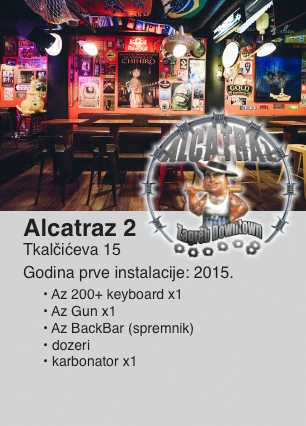 CHIHIRO
GOLD
ALCATRAZ
Zagreb Downtown
Alcatraz 2
Tkalčićeva 15
Godina prve instalacije: 2015.
• Az 200+ keyboard x1
• Az Gun x1
• Az BackBar (spremnik)
• dozeri
• karbonator x1